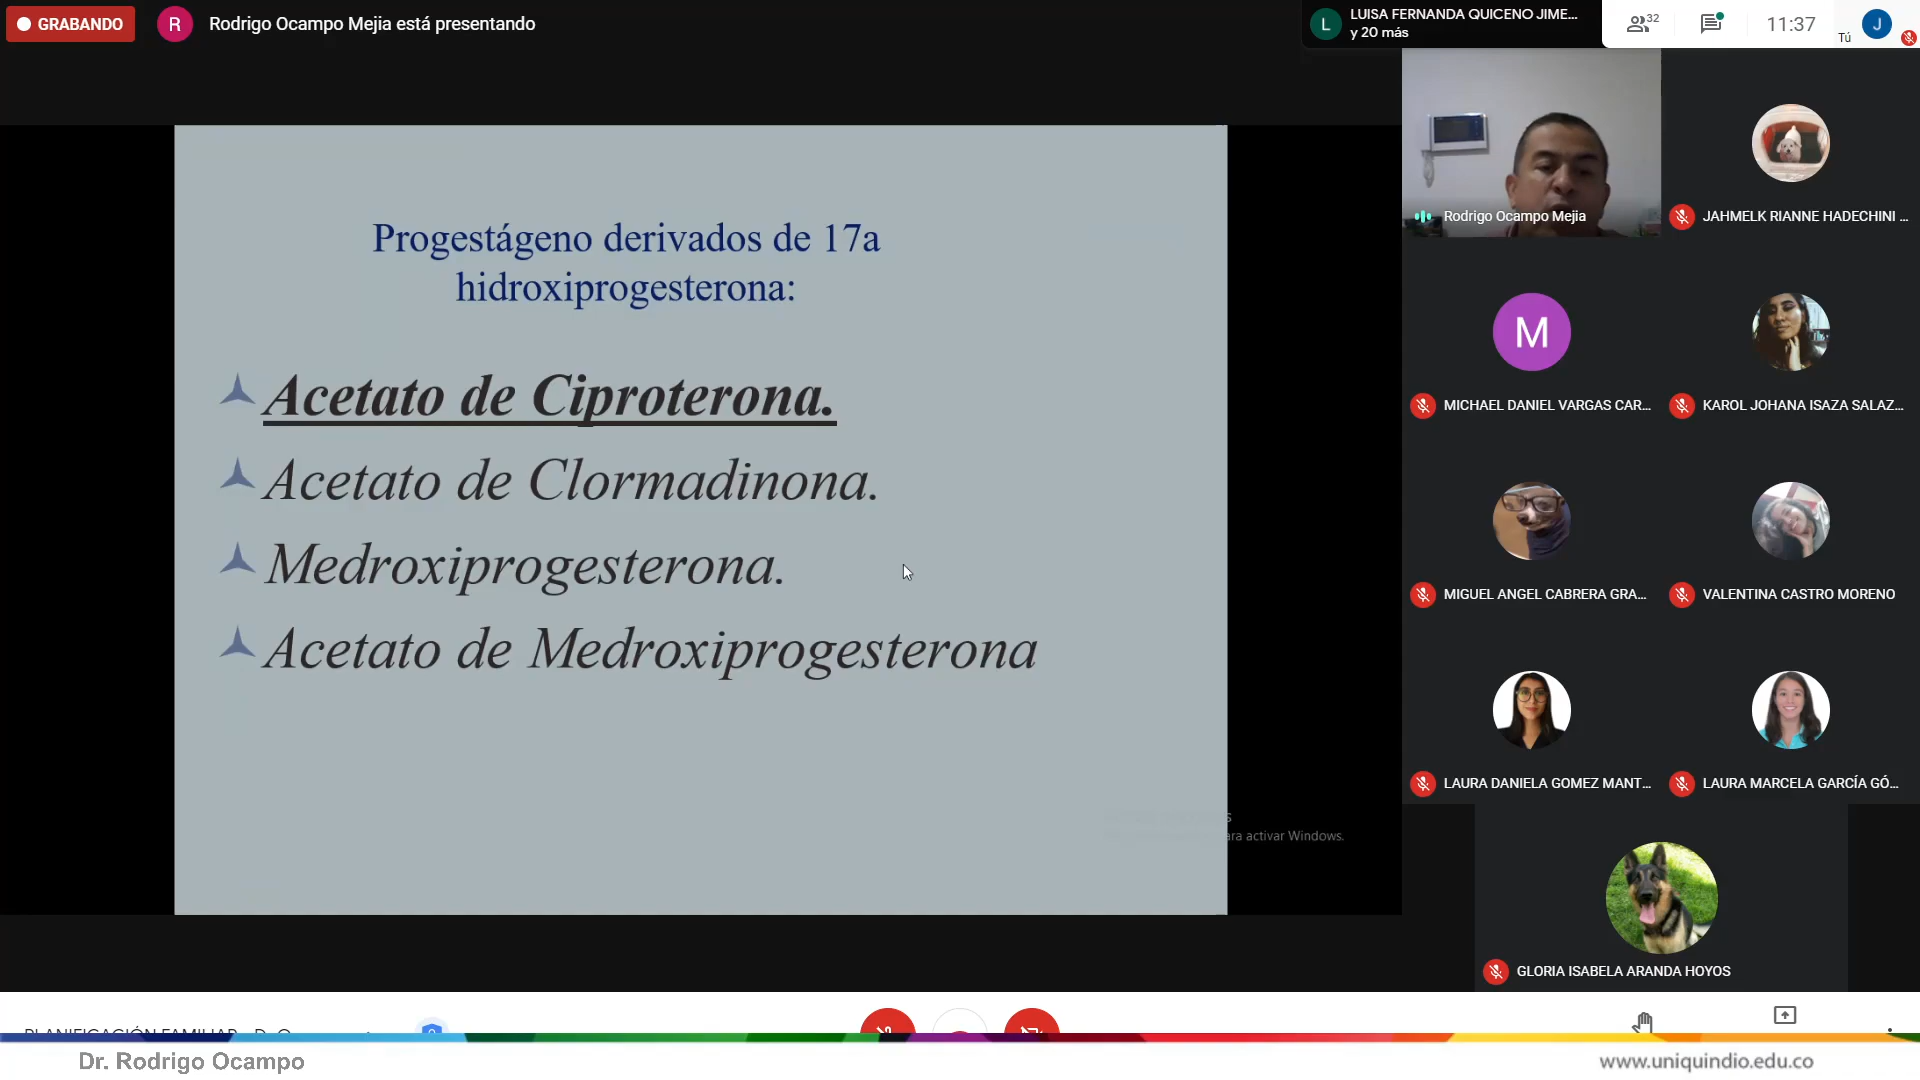 GRABANDO
R
Rodrigo Ocampo Mejia está presentando
L
LUISA FERNANDA QUICENO JIME...
y 20 más
32
11:37
Tú
J
Progestágeno derivados de 17a
hidroxiprogesterona:
Acetato de Ciproterona.
Acetato de Clormadinona.
Medroxiprogesterona.
Acetato de Medroxiprogesterona
ara activar Windows.
Rodrigo Ocampo Mejia
JAHMELK RIANNE HADECHINI ...
M
MICHAEL DANIEL VARGAS CAR...
KAROL JOHANA ISAZA SALAZ...
MIGUEL ANGEL CABRERA GRA...
VALENTINA CASTRO MORENO
LAURA DANIELA GOMEZ MANT...
LAURA MARCELA GARCÍA GÓ...
GLORIA ISABELA ARANDA HOYOS
PLANIFICACIÓN FAMILIAR
Dr. Rodrigo Ocampo
www.uniquindio.edu.co